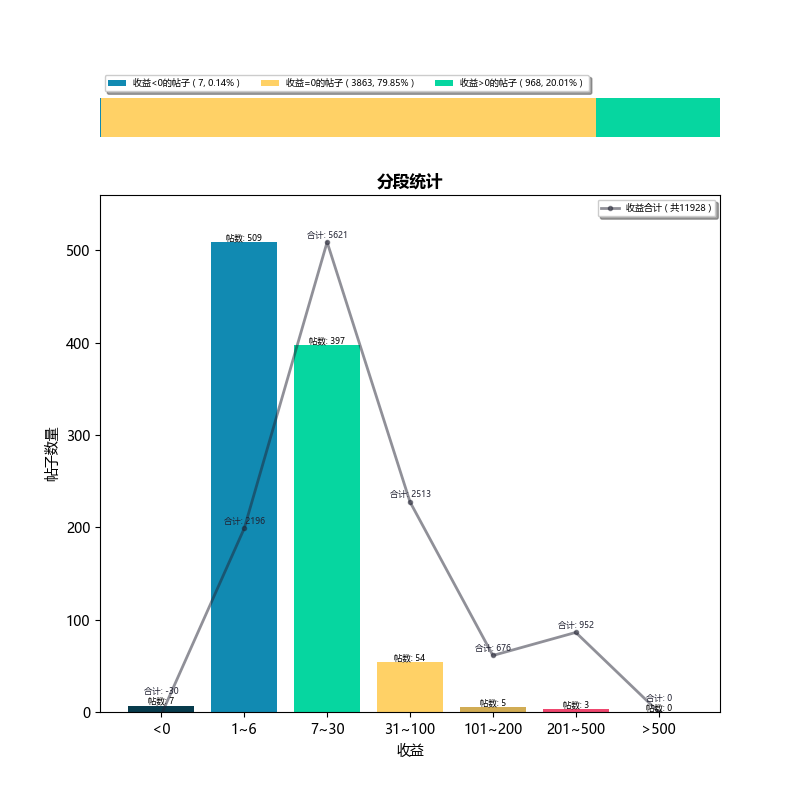 收益<0的帖子 ( 7, 0.14% ) 收益=0的帖子 ( 3863, 79.85% ) 收益>0的帖子 ( 968, 20.01% )
分段统计
收益合计 ( 共11928 )
帖数: 509
合计: 5621
帖数: 397
合计: 2513
合计: 2196
合计: 676
合计: 952
帖数: 54
合计: -30
帖数: 7
帖数: 5
帖数: 3
合计: 0
帖数: 0
500
400
300
200
100
0
帖子数量
<0 1~6 7~30 31~100 101~200 201~500 >500
收益